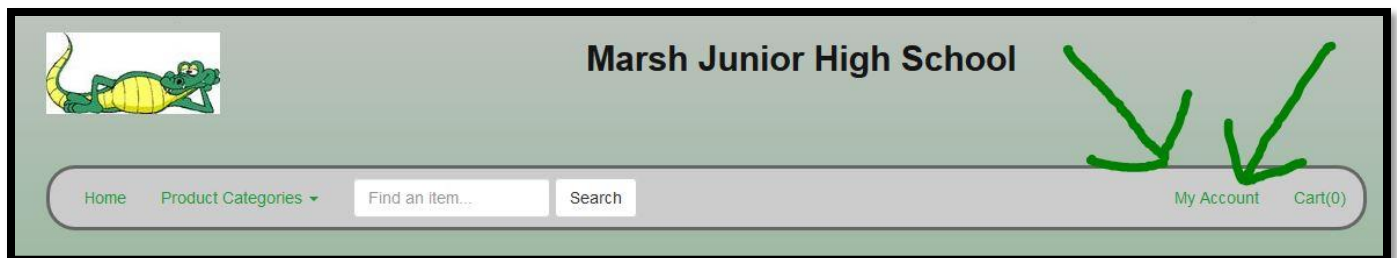 Marsh Junior High School
Home Product Categories Find an item... Search My Account Cart(0)